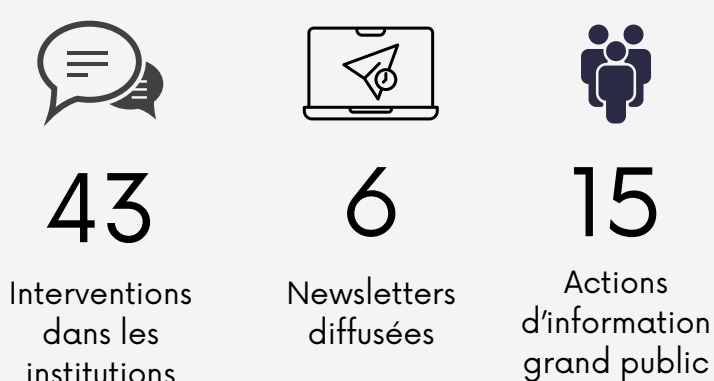 43
Interventions
dans les
institutions
6
Newsletters
diffusées
15
Actions
d'information
grand public